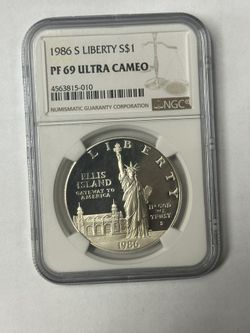 1986 S LIBERTY S$1
PF 69 ULTRA CAMEO
4563815-010
NUMISMATIC GUARANTY CORPORATION
NGC
LIBERTY
ELLIS
ISLAND
GATEWAY TO
AMERICA
IN GOD
WE
TRUST
S
1986